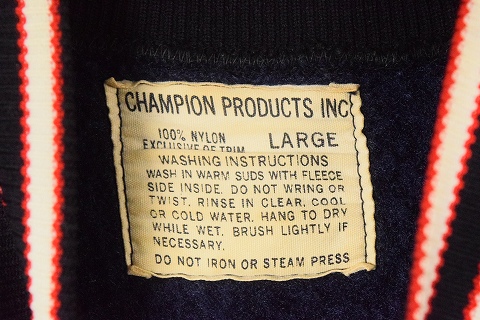 CHAMPION PRODUCTS INC
100% NYLON
EXCLUSIVE OF TRIM
LARGE
WASHING INSTRUCTIONS
WASH IN WARM SUDS WITH FLEECE
SIDE INSIDE. DO NOT WRING OR
TWIST. RINSE IN CLEAR, COOL
OR COLD WATER. HANG TO DRY
WHILE WET. BRUSH LIGHTLY IF
NECESSARY.
DO NOT IRON OR STEAM PRESS